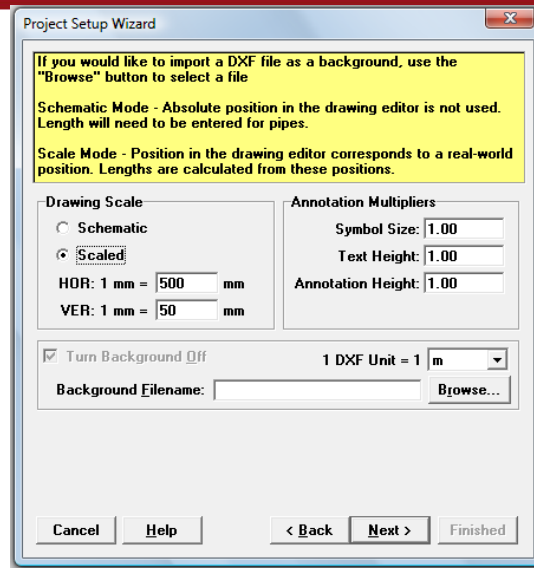 Project Setup Wizard
If you would like to import a DXF file as a background, use the
"Browse" button to select a file
Schematic Mode - Absolute position in the drawing editor is not used.
Length will need to be entered for pipes.
Scale Mode - Position in the drawing editor corresponds to a real-world
position. Lengths are calculated from these positions.
Drawing Scale
Schematic
Scaled
HOR: 1 mm = 500 mm
VER: 1 mm = 50 mm
Annotation Multipliers
Symbol Size: 1.00
Text Height: 1.00
Annotation Height: 1.00
Turn Background Off 1 DXF Unit = 1 m
Background Filename: Browse...
Cancel Help < Back Next > Finished